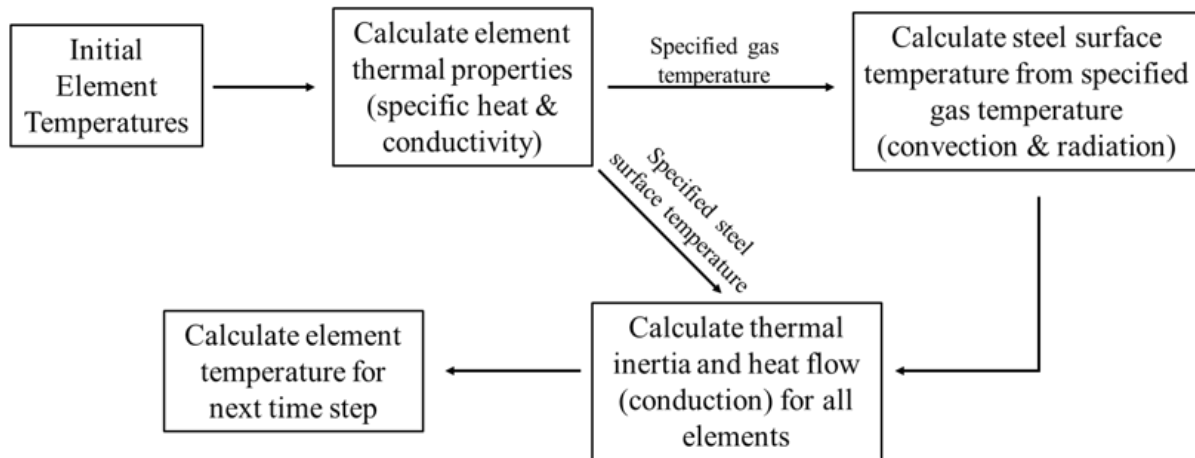 Initial
Element
Temperatures
Calculate element
thermal properties
(specific heat &
conductivity)
Specified gas
temperature
Calculate steel surface
temperature from specified
gas temperature
(convection & radiation)
Specified steel
surface temperature
Calculate thermal
inertia and heat flow
(conduction) for all
elements
Calculate element
temperature for
next time step